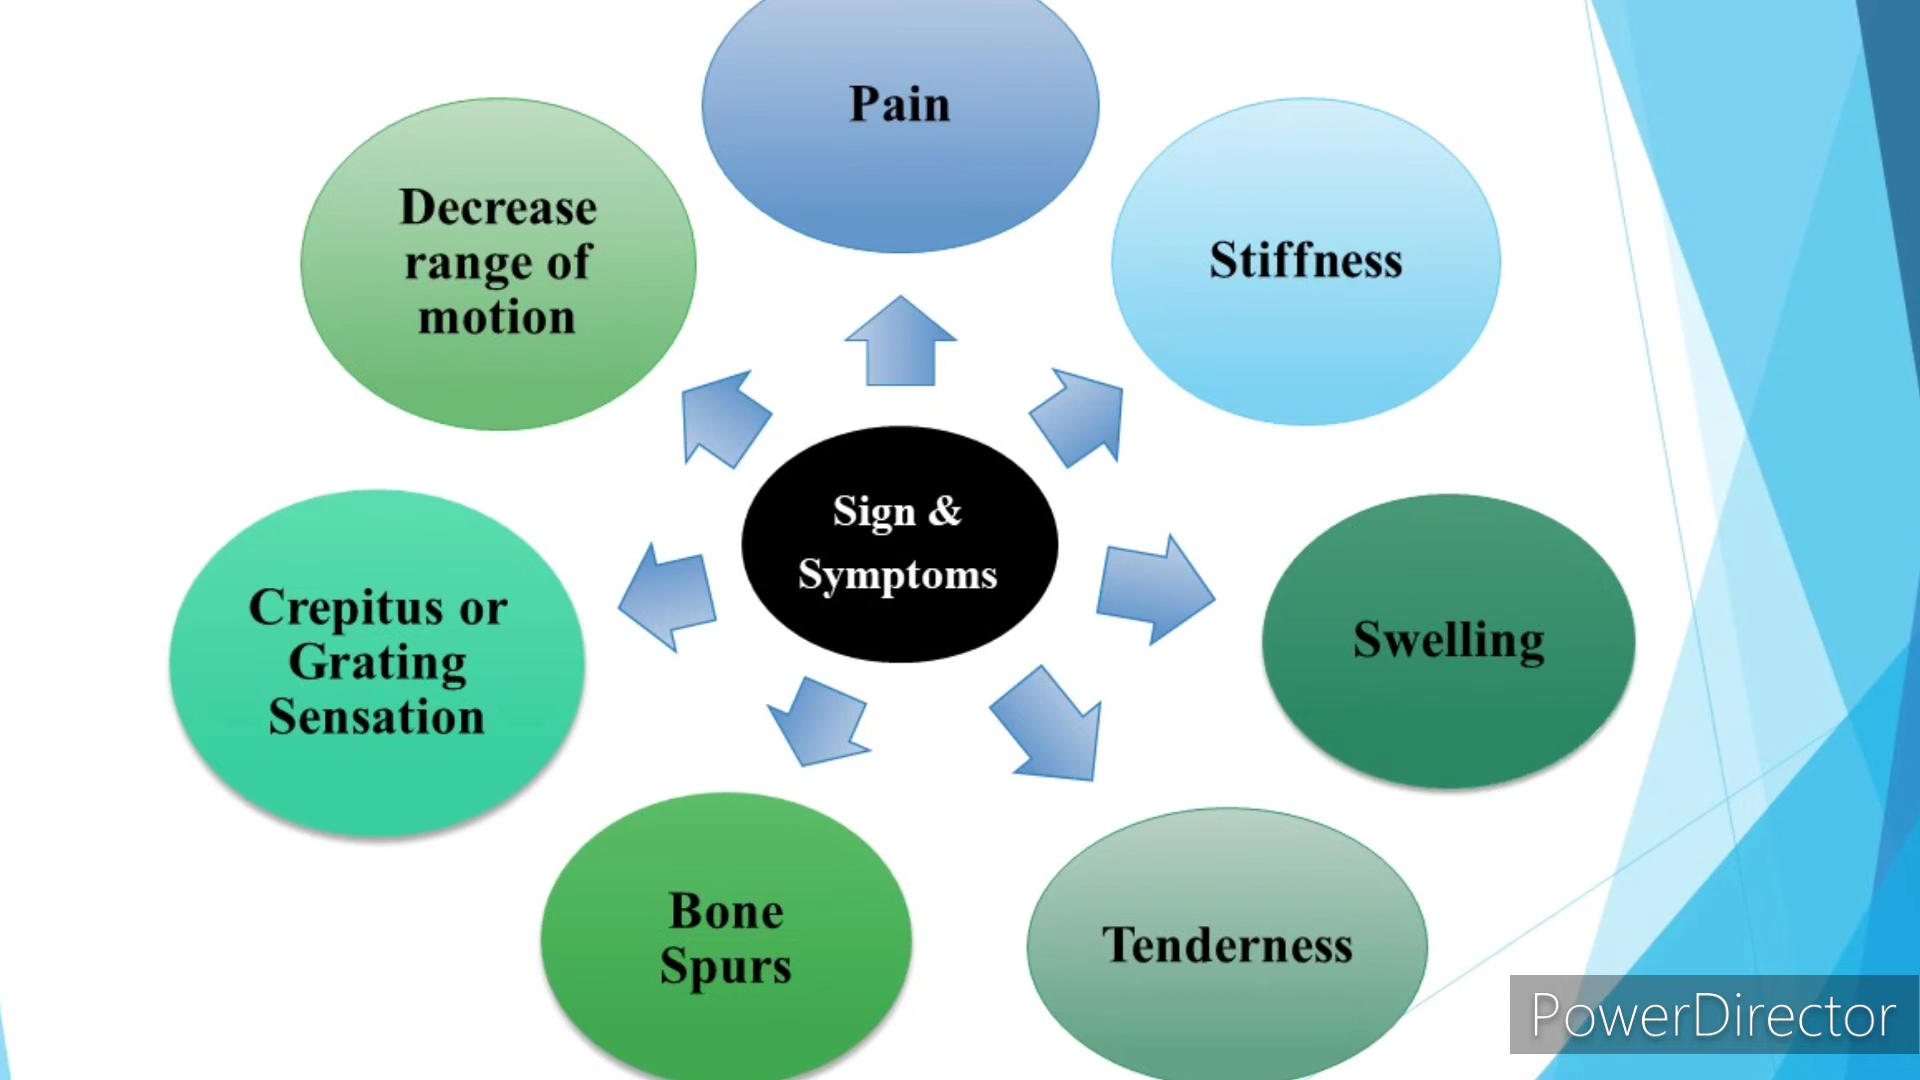 Pain
Decrease
range of
motion
Stiffness
Sign &
Symptoms
Crepitus or
Grating
Sensation
Swelling
Bone
Spurs
Tenderness
PowerDirector